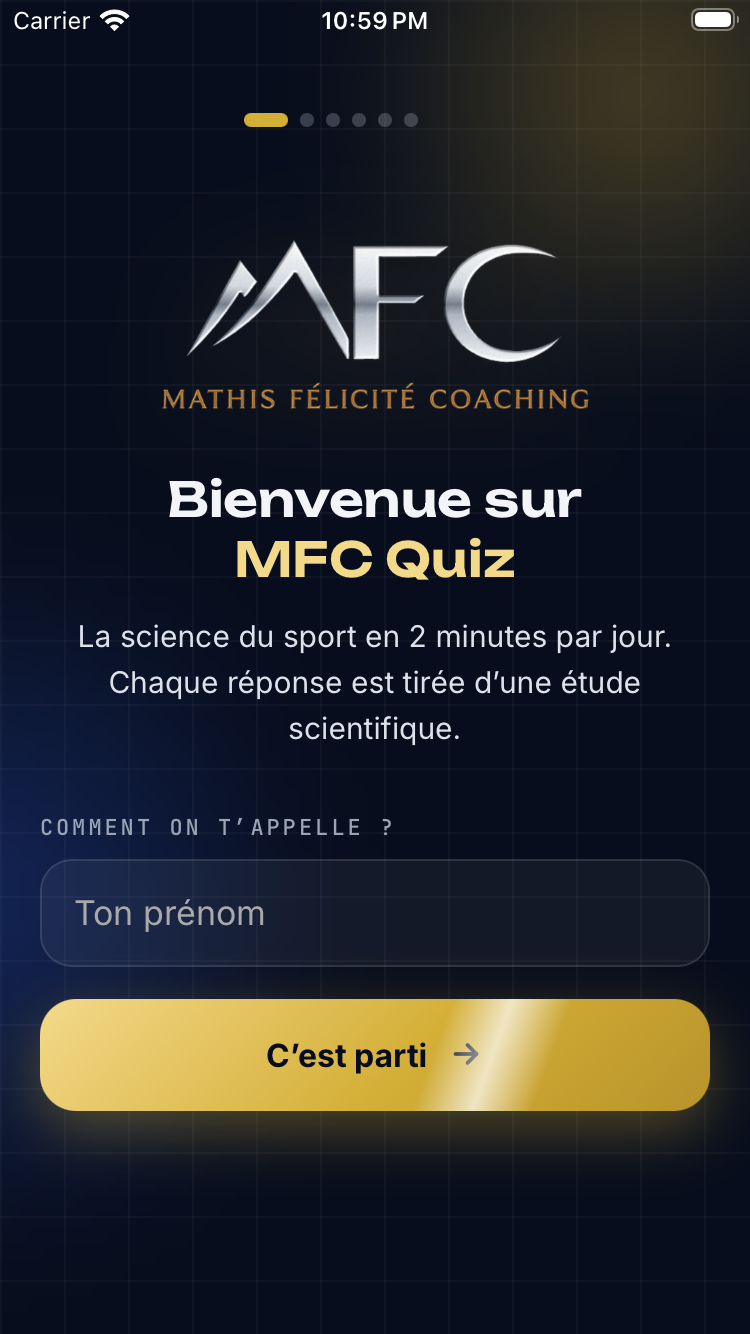 Carrier 10:59 PM
MFC
MATHIS FÉLICITÉ COACHING
Bienvenue sur
MFC Quiz
La science du sport en 2 minutes par jour.
Chaque réponse est tirée d’une étude
scientifique.
COMMENT ON T’APPELLE ?
Ton prénom
C’est parti →